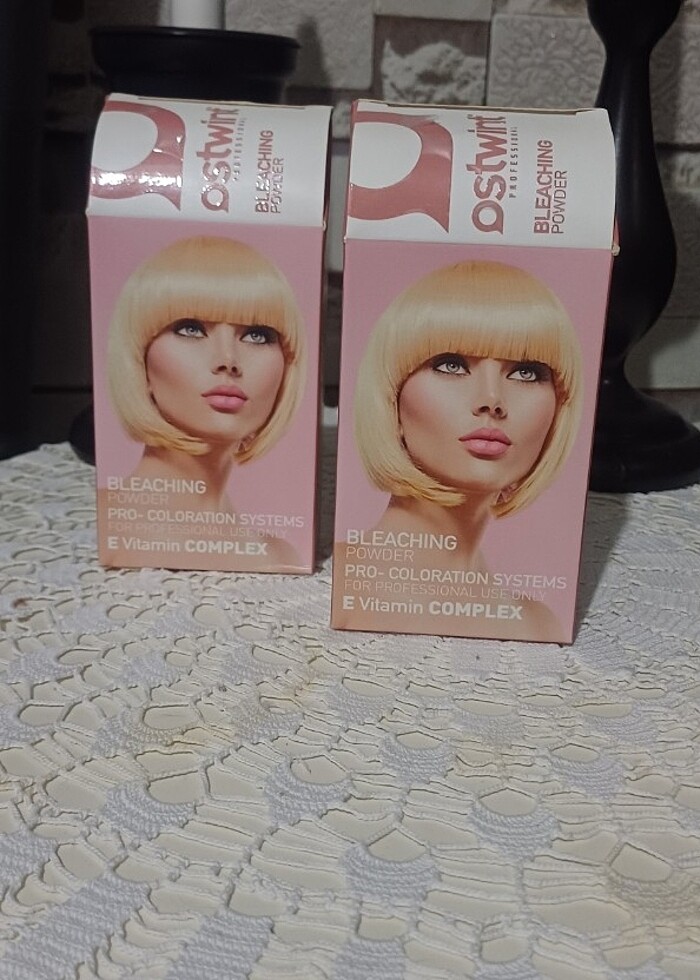 ostwint
PROFESSIONAL
BLEACHING
POWDER
BLEACHING
POWDER
PRO- COLORATION SYSTEMS
FOR PROFESSIONAL USE ONLY
E Vitamin COMPLEX
ostwint
PROFESSIONAL
BLEACHING
POWDER
BLEACHING
POWDER
PRO- COLORATION SYSTEMS
FOR PROFESSIONAL USE ONLY
E Vitamin COMPLEX